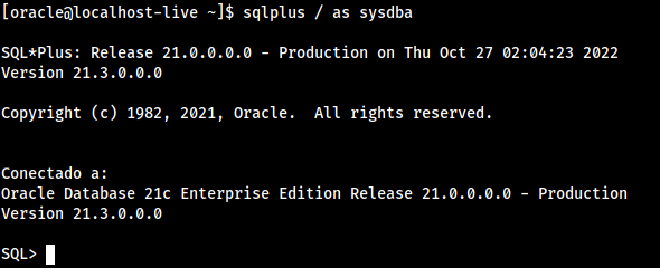 [oracle@localhost-live ~]$ sqlplus / as sysdba
SQL*Plus: Release 21.0.0.0.0 - Production on Thu Oct 27 02:04:23 2022
Version 21.3.0.0.0
Copyright (c) 1982, 2021, Oracle.  All rights reserved.
Conectado a:
Oracle Database 21c Enterprise Edition Release 21.0.0.0.0 - Production
Version 21.3.0.0.0
SQL>